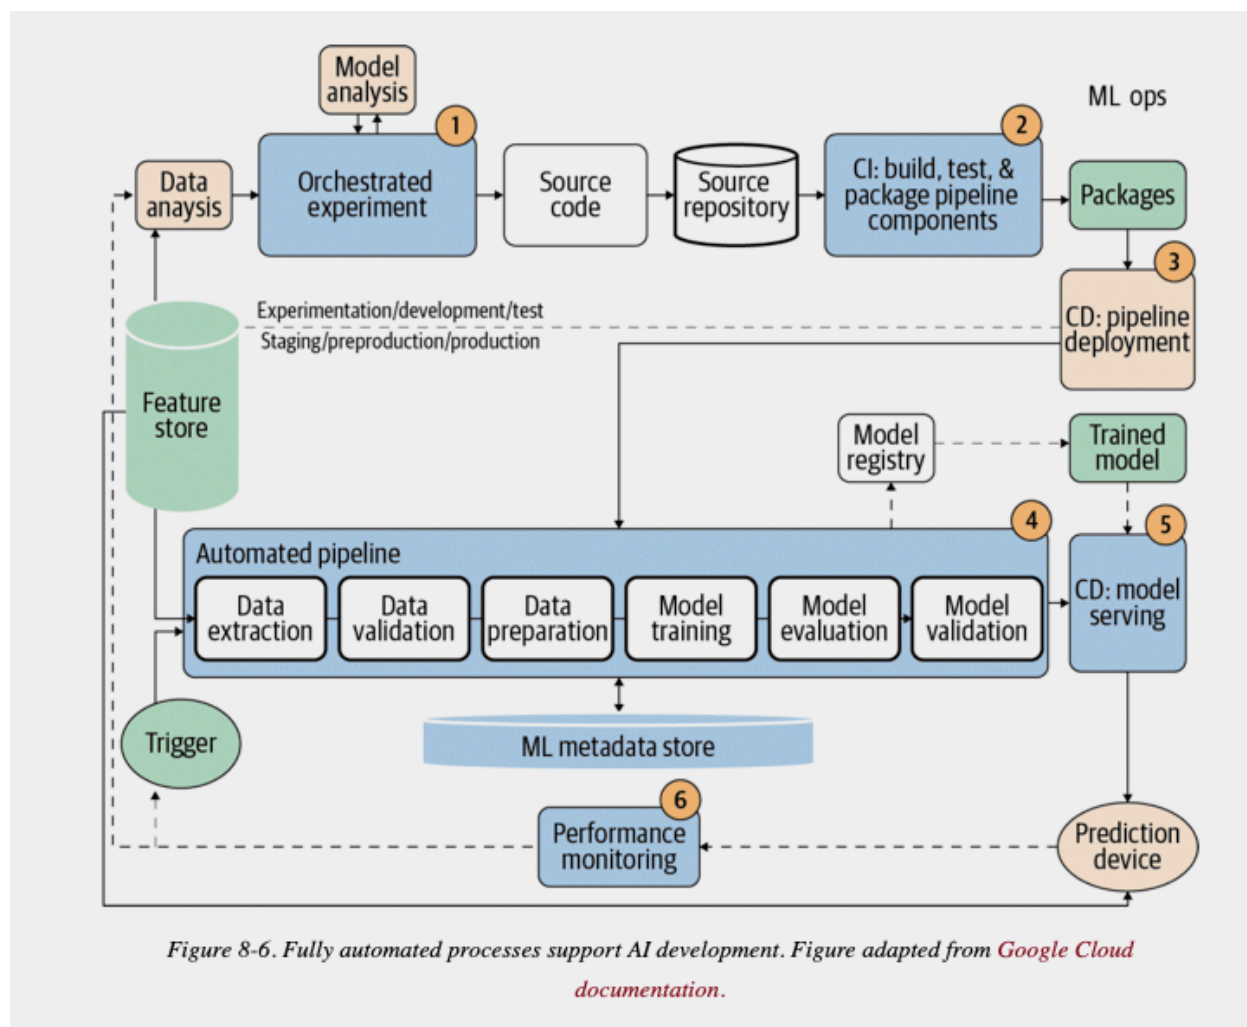 Model
analysis
1
2
ML ops
Data
anaysis
Orchestrated
experiment
Source
code
Source
repository
CI: build, test, &
package pipeline
components
Packages
3
Experimentation/development/test
Staging/preproduction/production
CD: pipeline
deployment
Feature
store
Model
registry
Trained
model
4
5
Automated pipeline
Data
extraction
Data
validation
Data
preparation
Model
training
Model
evaluation
Model
validation
CD: model
serving
Trigger
ML metadata store
6
Performance
monitoring
Prediction
device
Figure 8-6. Fully automated processes support AI development. Figure adapted from Google Cloud
documentation.